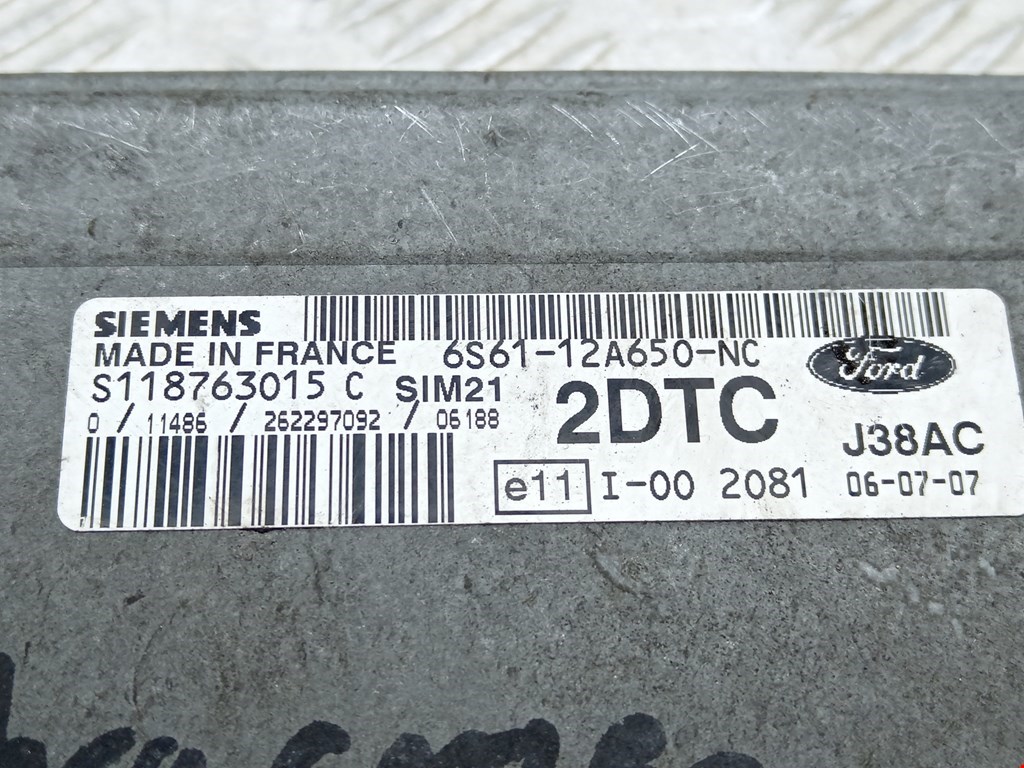 SIEMENS
MADE IN FRANCE 6S61-12A650-NC
Ford
S118763015 C SIM21
2DTC
0 / 11486 / 262297092 / 06188
J38AC
e11 I-00 2081 06-07-07